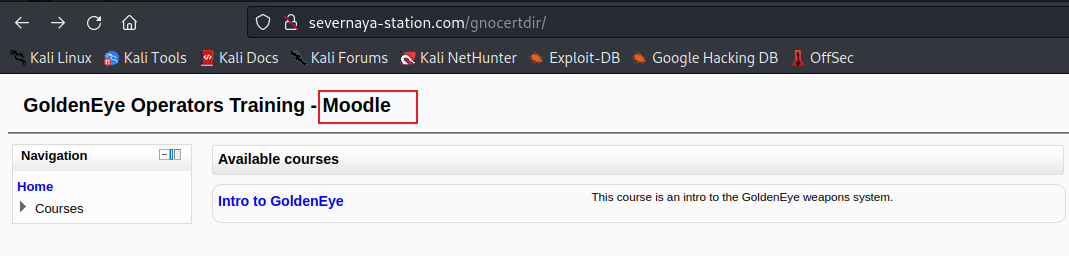 severnaya-station.com/gnocertdir/
Kali Linux Kali Tools Kali Docs Kali Forums Kali NetHunter Exploit-DB Google Hacking DB OffSec
GoldenEye Operators Training - Moodle
Navigation
Available courses
Home
Courses
Intro to GoldenEye
This course is an intro to the GoldenEye weapons system.